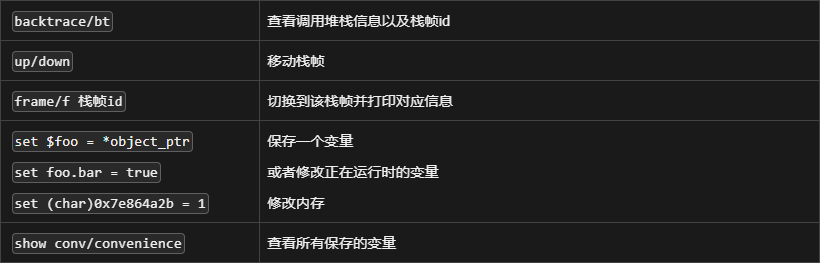 backtrace/bt 查看调用堆栈信息以及栈帧id
up/down 移动栈帧
frame/f 栈帧id 切换到该栈帧并打印对应信息
set $foo = *object_ptr 保存一个变量
set foo.bar = true 或者修改正在运行时的变量
set (char)0x7e864a2b = 1 修改内存
show conv/convenience 查看所有保存的变量